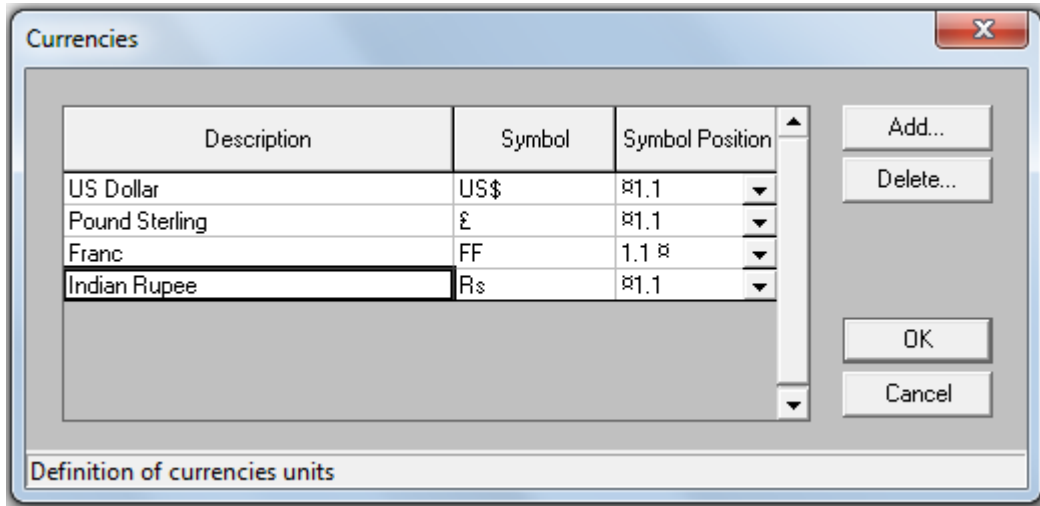 Currencies
Description Symbol Symbol Position
US Dollar US$ ¤1.1
Pound Sterling £ ¤1.1
Franc FF 1.1 ¤
Indian Rupee Rs ¤1.1
Add...
Delete...
OK
Cancel
Definition of currencies units